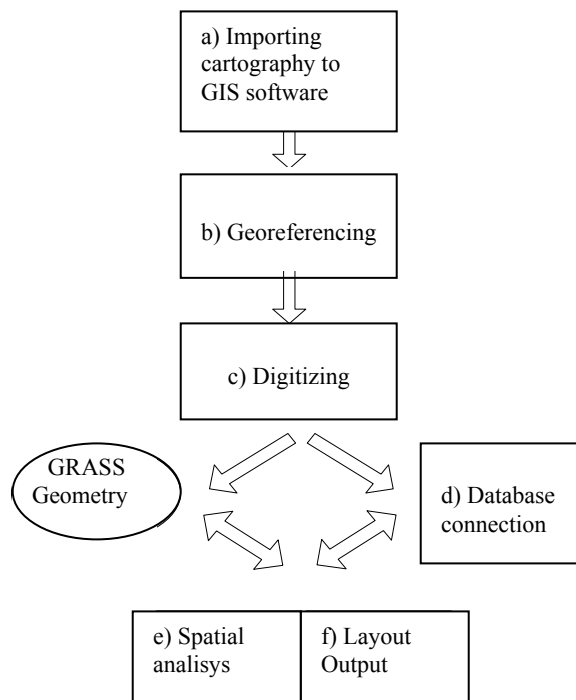 a) Importing
cartography to
GIS software
b) Georeferencing
c) Digitizing
GRASS
Geometry
d) Database
connection
e) Spatial
analisys
f) Layout
Output